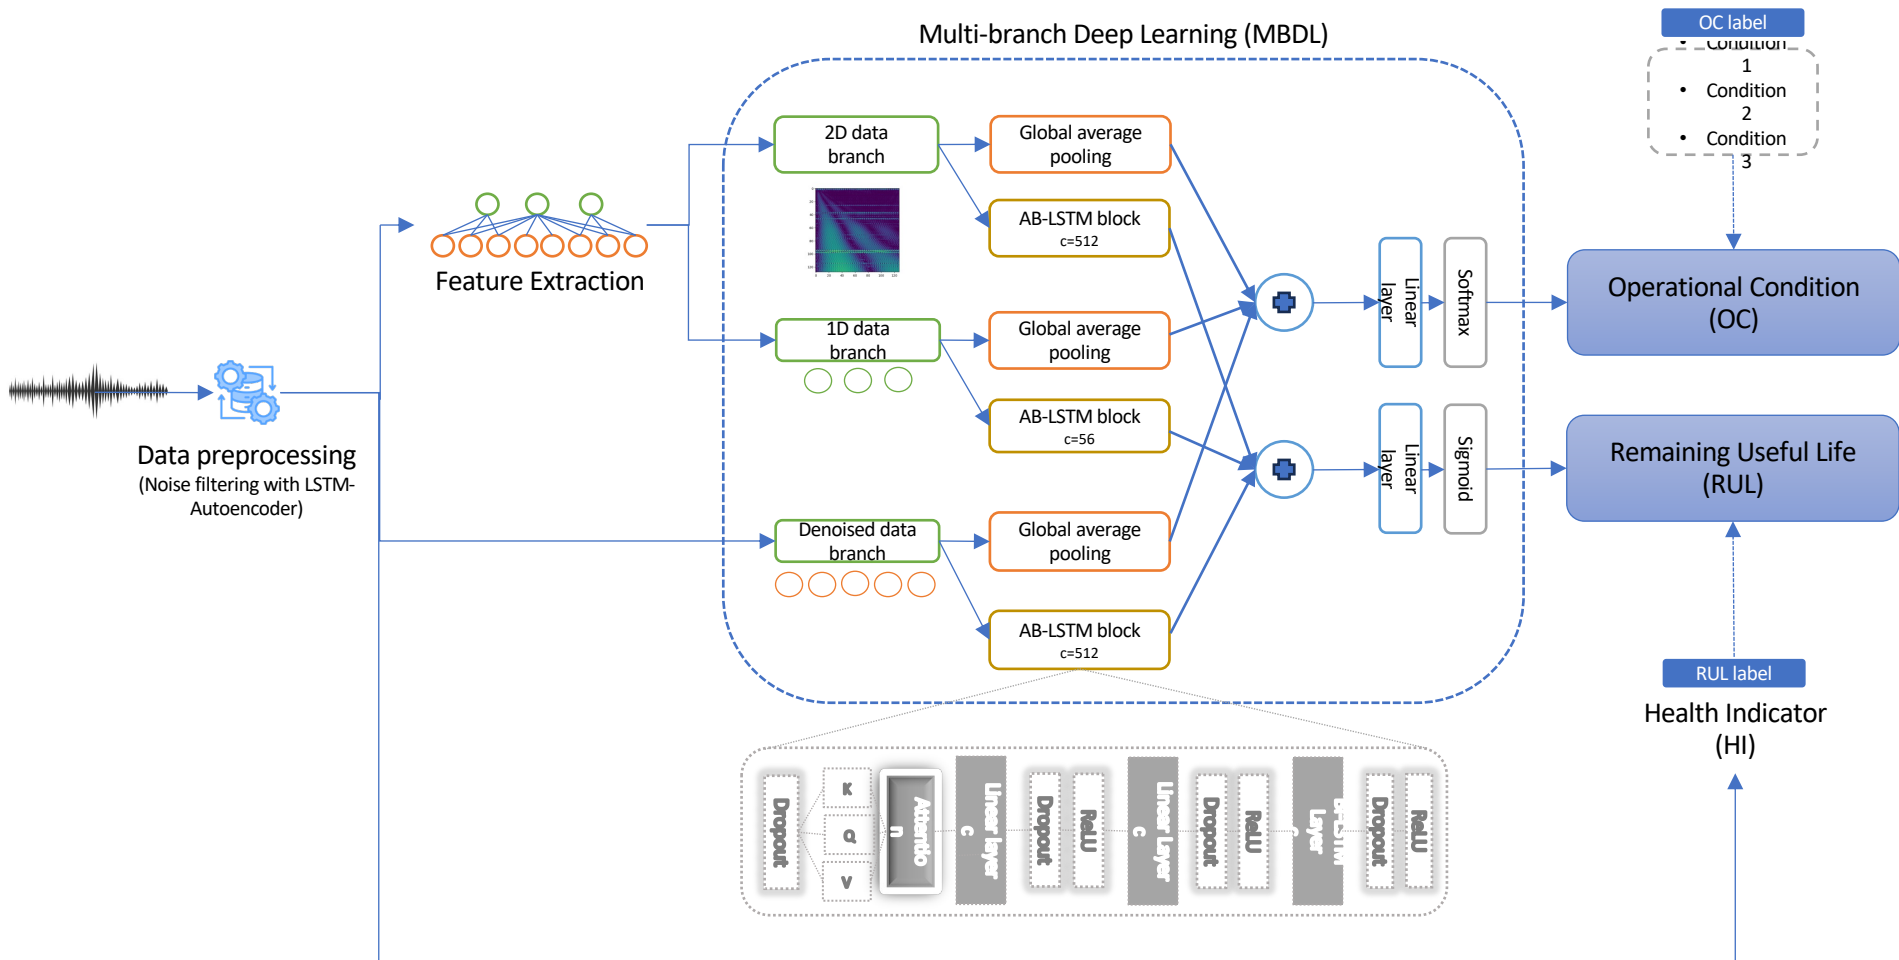 Multi-branch Deep Learning (MBDL)
OC label
• Condition
1
• Condition
2
• Condition
3
2D data
branch
Global average
pooling
AB-LSTM block
c=512
Feature Extraction
1D data
branch
Global average
pooling
AB-LSTM block
c=56
Linear
layer
Softmax
Operational Condition
(OC)
Data preprocessing
(Noise filtering with LSTM-
Autoencoder)
Linear
layer
Sigmoid
Remaining Useful Life
(RUL)
Denoised data
branch
Global average
pooling
AB-LSTM block
c=512
RUL label
Health Indicator
(HI)
Dropout
K
Q
V
Attentio
n
Linear layer
C
Dropout
ReLU
Linear Layer
C
Dropout
ReLU
Layer
Dropout
ReLU